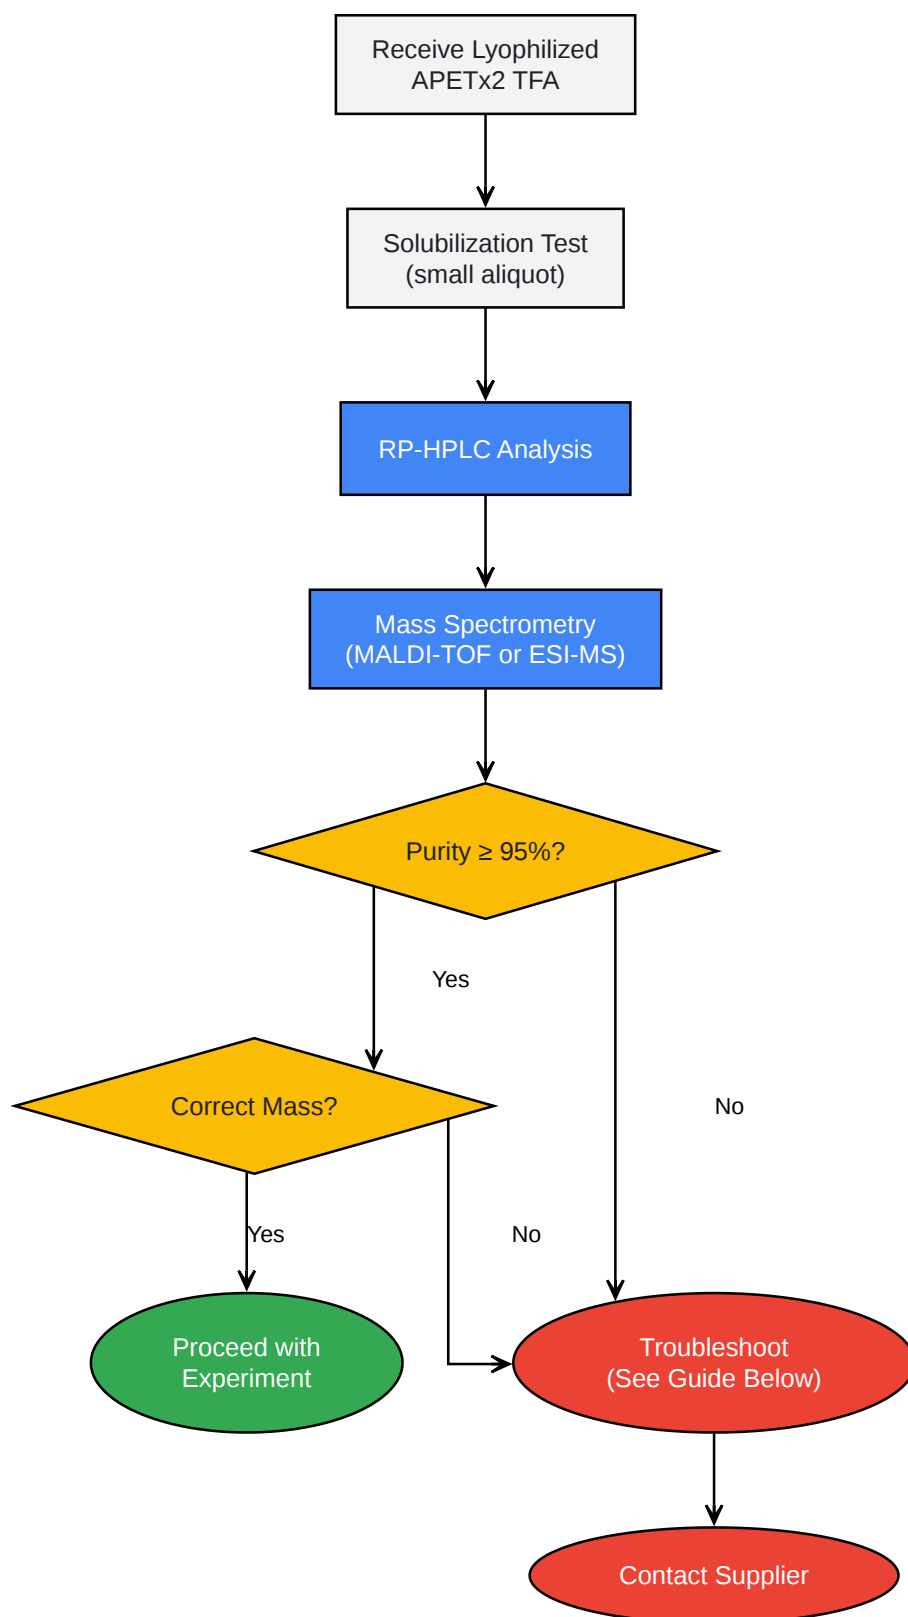 Receive Lyophilized
APETx2 TFA
Solubilization Test
(small aliquot)
RP-HPLC Analysis
Mass Spectrometry
(MALDI-TOF or ESI-MS)
Purity ≥ 95%?
Yes
Correct Mass?
No
Yes
No
Proceed with
Experiment
Troubleshoot
(See Guide Below)
Contact Supplier